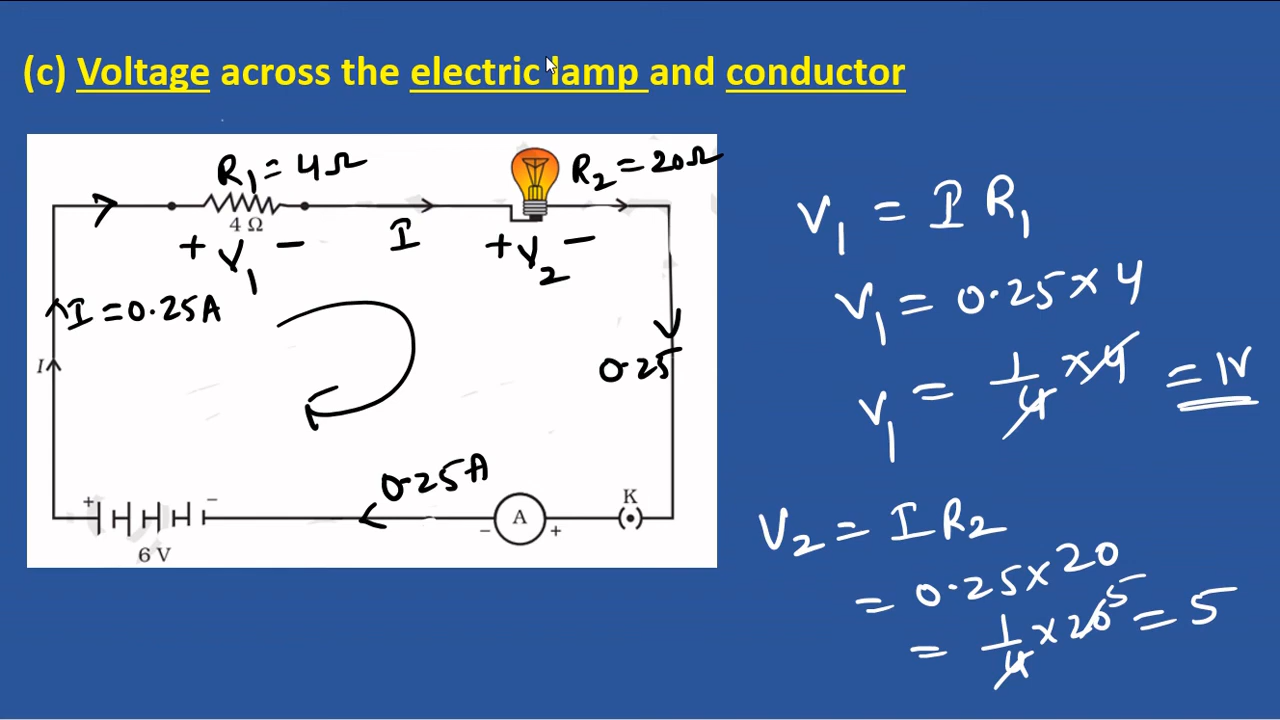 (c) Voltage across the electric lamp and conductor
R₁ = 4Ω
R₂ = 20Ω
4 Ω
+ V₁ −
I
+ V₂ −
I = 0.25A
I
0.25
0.25A
+ −
6 V
− A +
K
V₁ = I R₁
V₁ = 0.25 × 4
V₁ = 1/4 × 4 = 1V
V₂ = I R₂
= 0.25 × 20
= 1/4 × 20 5 = 5